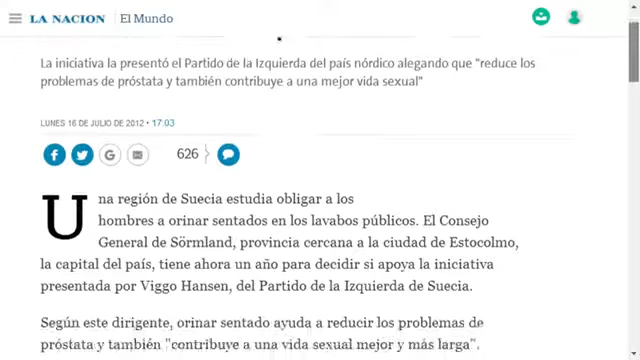 LA NACION El Mundo
La iniciativa la presentó el Partido de la Izquierda del país nórdico alegando que "reduce los
problemas de próstata y también contribuye a una mejor vida sexual"
LUNES 16 DE JULIO DE 2012 • 17:03
626
Una región de Suecia estudia obligar a los
hombres a orinar sentados en los lavabos públicos. El Consejo
General de Sörmland, provincia cercana a la ciudad de Estocolmo,
la capital del país, tiene ahora un año para decidir si apoya la iniciativa
presentada por Viggo Hansen, del Partido de la Izquierda de Suecia.
Según este dirigente, orinar sentado ayuda a reducir los problemas de
próstata y también "contribuye a una vida sexual mejor y más larga".